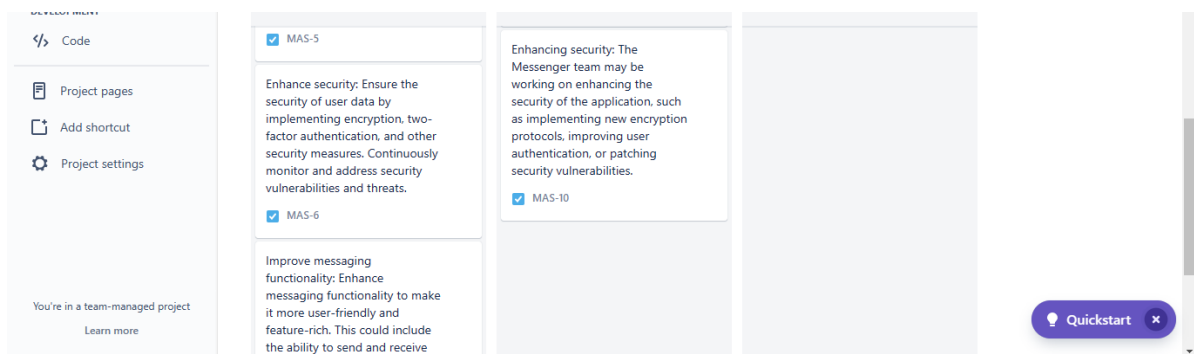 DEVELOPMENT
Code
Project pages
Add shortcut
Project settings
You're in a team-managed project
Learn more
MAS-5
Enhance security: Ensure the
security of user data by
implementing encryption, two-
factor authentication, and other
security measures. Continuously
monitor and address security
vulnerabilities and threats.
MAS-6
Improve messaging
functionality: Enhance
messaging functionality to make
it more user-friendly and
feature-rich. This could include
the ability to send and receive
Enhancing security: The
Messenger team may be
working on enhancing the
security of the application, such
as implementing new encryption
protocols, improving user
authentication, or patching
security vulnerabilities.
MAS-10
Quickstart